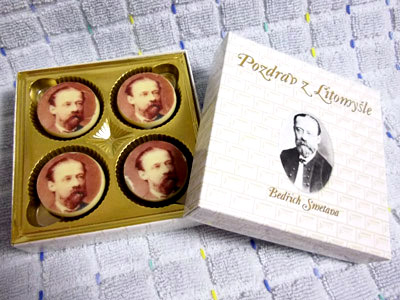 Pozdrav z Litomyšle
Bedřich Smetana